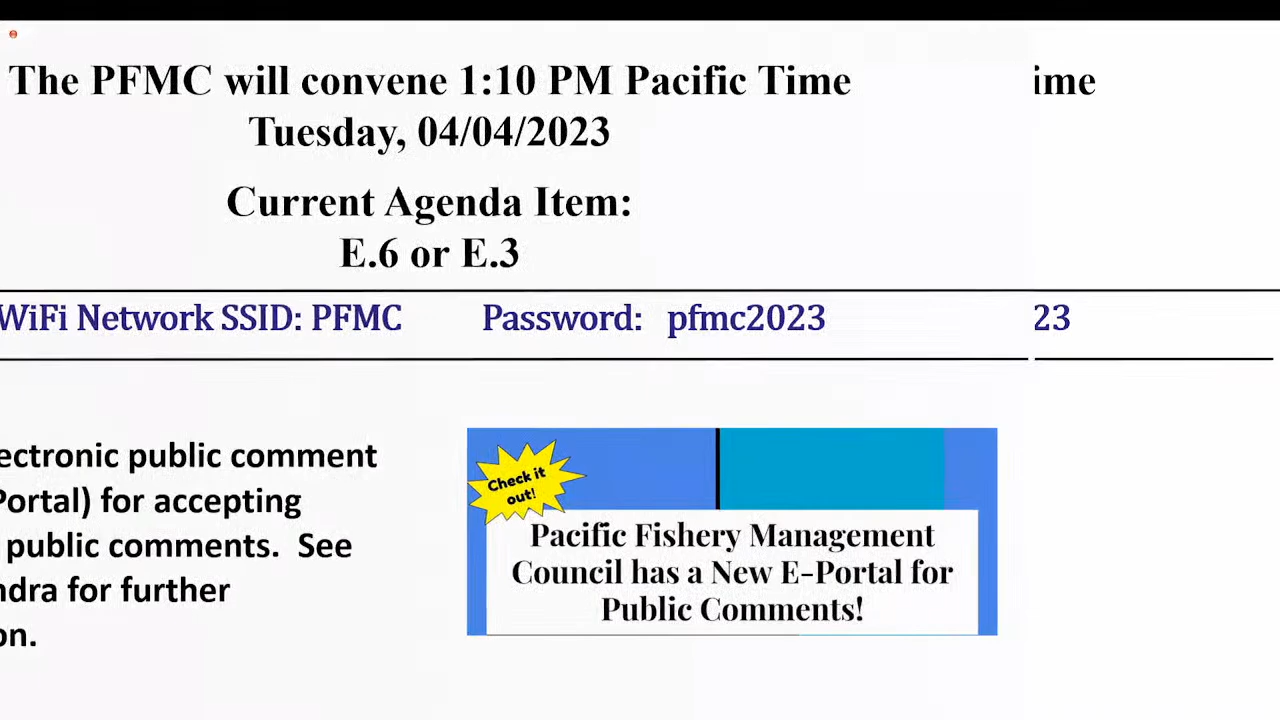 The PFMC will convene 1:10 PM Pacific Time ime
Tuesday, 04/04/2023
Current Agenda Item:
E.6 or E.3
WiFi Network SSID: PFMC Password: pfmc2023 23
ectronic public comment
Portal) for accepting
public comments. See
ndra for further
on.
Check it
out!
Pacific Fishery Management
Council has a New E-Portal for
Public Comments!